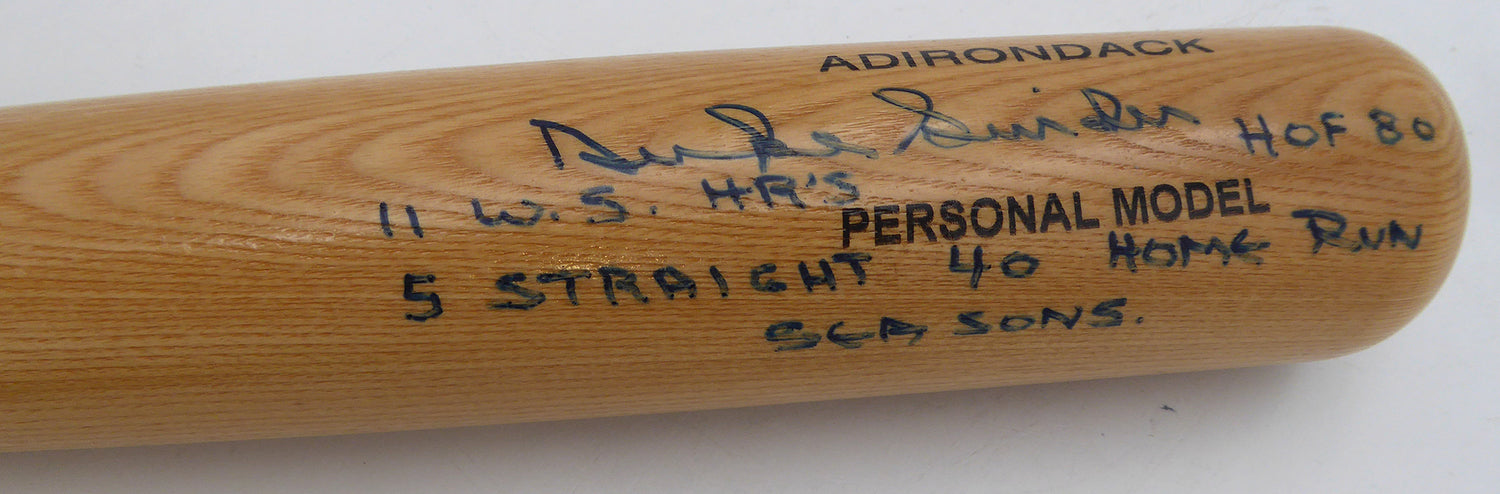 ADIRONDACK
Duke Snider HOF 80
11 W.S. HR'S
PERSONAL MODEL
5 STRAIGHT 40 HOME RUN
SEASONS.